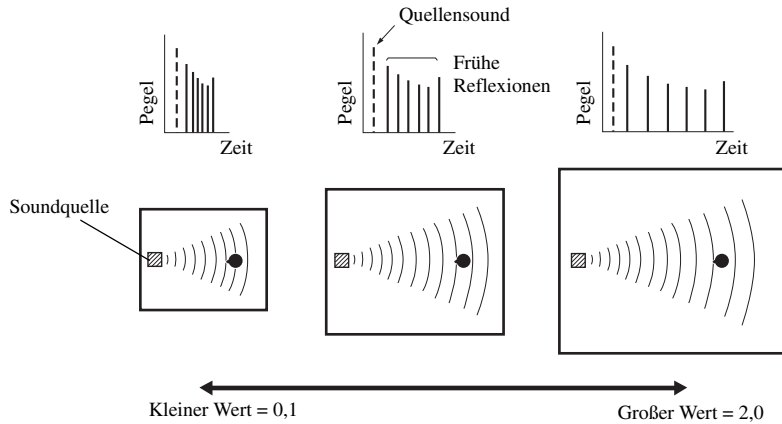 Quellensound
Frühe
Reflexionen
Pegel
Zeit
Pegel
Zeit
Pegel
Zeit
Soundquelle
Kleiner Wert = 0,1
Großer Wert = 2,0